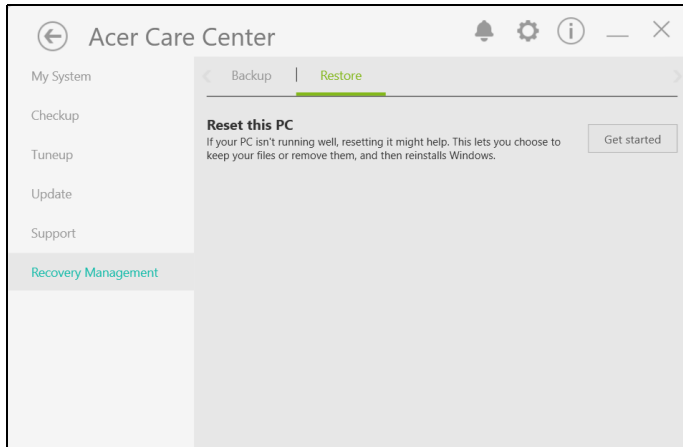 Acer Care Center
My System
Checkup
Tuneup
Update
Support
Recovery Management
Backup | Restore
Reset this PC
If your PC isn't running well, resetting it might help. This lets you choose to
keep your files or remove them, and then reinstalls Windows.
Get started